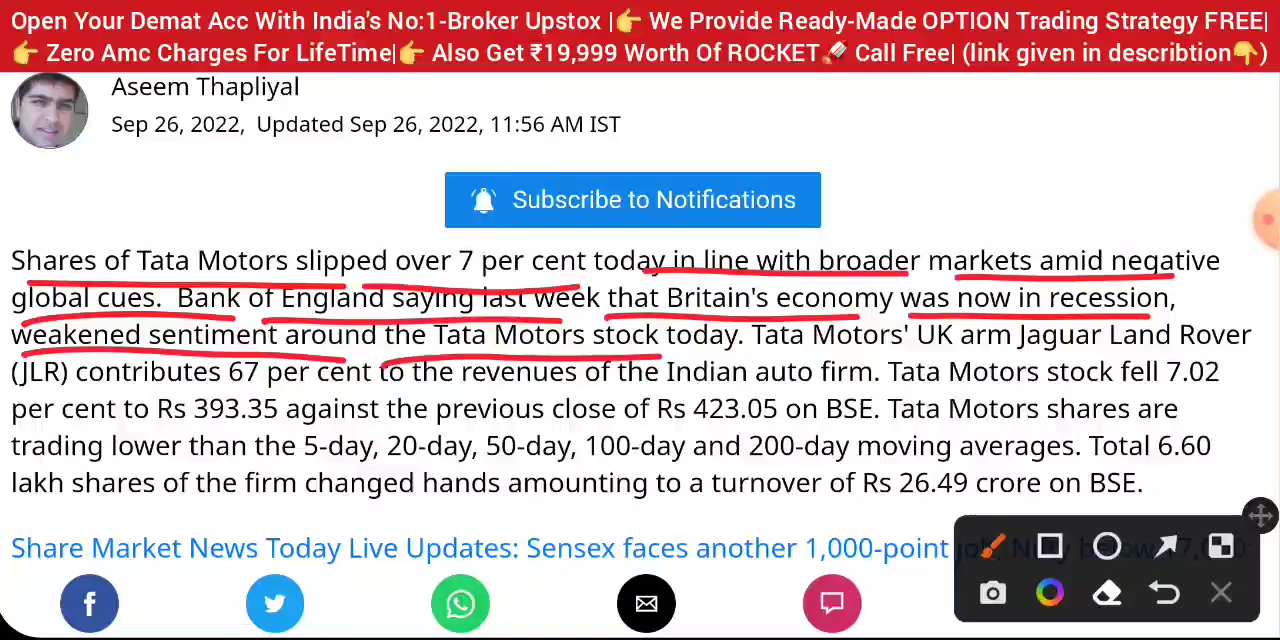 Open Your Demat Acc With India's No:1-Broker Upstox |👉 We Provide Ready-Made OPTION Trading Strategy FREE|
👉 Zero Amc Charges For LifeTime|👉 Also Get ₹19,999 Worth Of ROCKET🚀 Call Free| (link given in describtion👇)
Aseem Thapliyal
Sep 26, 2022, Updated Sep 26, 2022, 11:56 AM IST
Subscribe to Notifications
Shares of Tata Motors slipped over 7 per cent today in line with broader markets amid negative
global cues. Bank of England saying last week that Britain's economy was now in recession,
weakened sentiment around the Tata Motors stock today. Tata Motors' UK arm Jaguar Land Rover
(JLR) contributes 67 per cent to the revenues of the Indian auto firm. Tata Motors stock fell 7.02
per cent to Rs 393.35 against the previous close of Rs 423.05 on BSE. Tata Motors shares are
trading lower than the 5-day, 20-day, 50-day, 100-day and 200-day moving averages. Total 6.60
lakh shares of the firm changed hands amounting to a turnover of Rs 26.49 crore on BSE.
Share Market News Today Live Updates: Sensex faces another 1,000-point